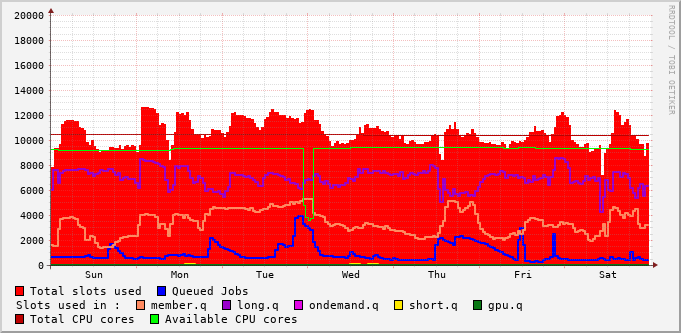 20000
18000
16000
14000
12000
10000
8000
6000
4000
2000
0
Sun Mon Tue Wed Thu Fri Sat
Total slots used Queued Jobs
Slots used in : member.q long.q ondemand.q short.q gpu.q
Total CPU cores Available CPU cores
RRDTOOL / TOBI OETIKER